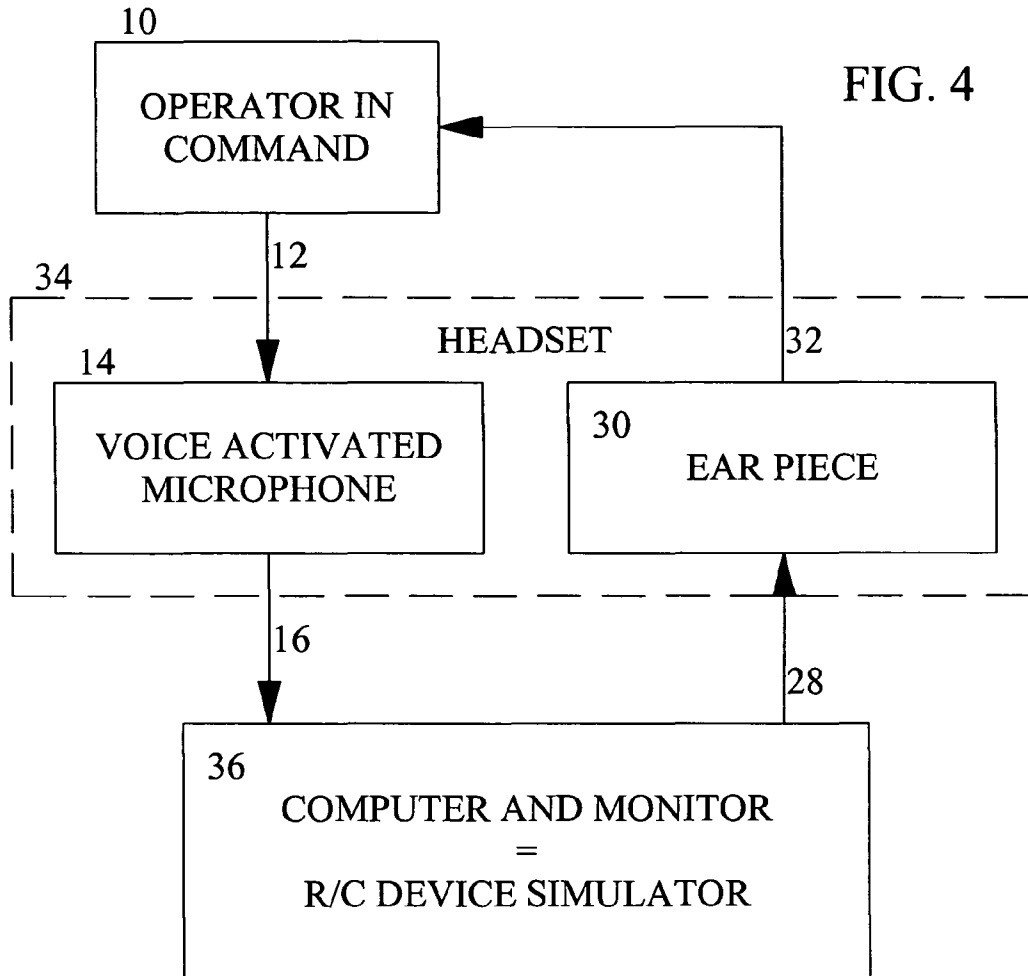 10
FIG. 4
OPERATOR IN
COMMAND
12
34
HEADSET
32
14
VOICE ACTIVATED
MICROPHONE
30
EAR PIECE
16
28
36
COMPUTER AND MONITOR
=
R/C DEVICE SIMULATOR